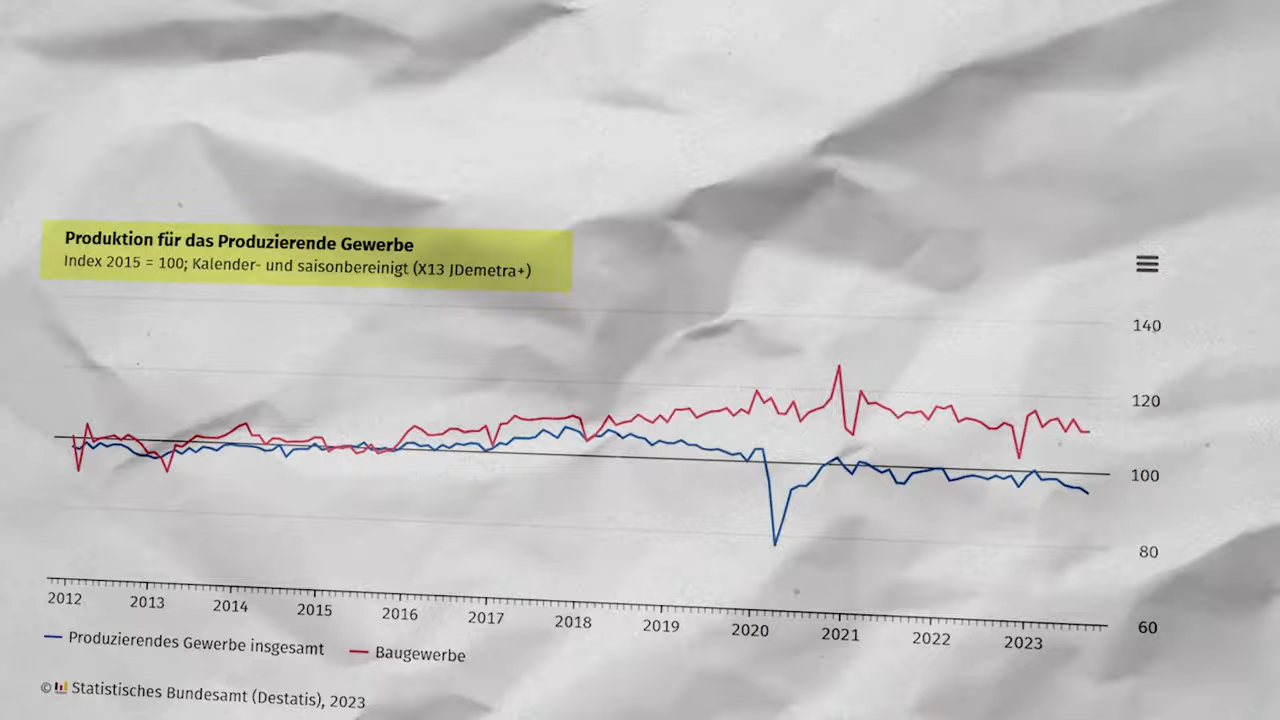 Produktion für das Produzierende Gewerbe
Index 2015 = 100; Kalender- und saisonbereinigt (X13 JDemetra+)
140
120
100
80
60
2012 2013 2014 2015 2016 2017 2018 2019 2020 2021 2022 2023
Produzierendes Gewerbe insgesamt Baugewerbe
© Statistisches Bundesamt (Destatis), 2023